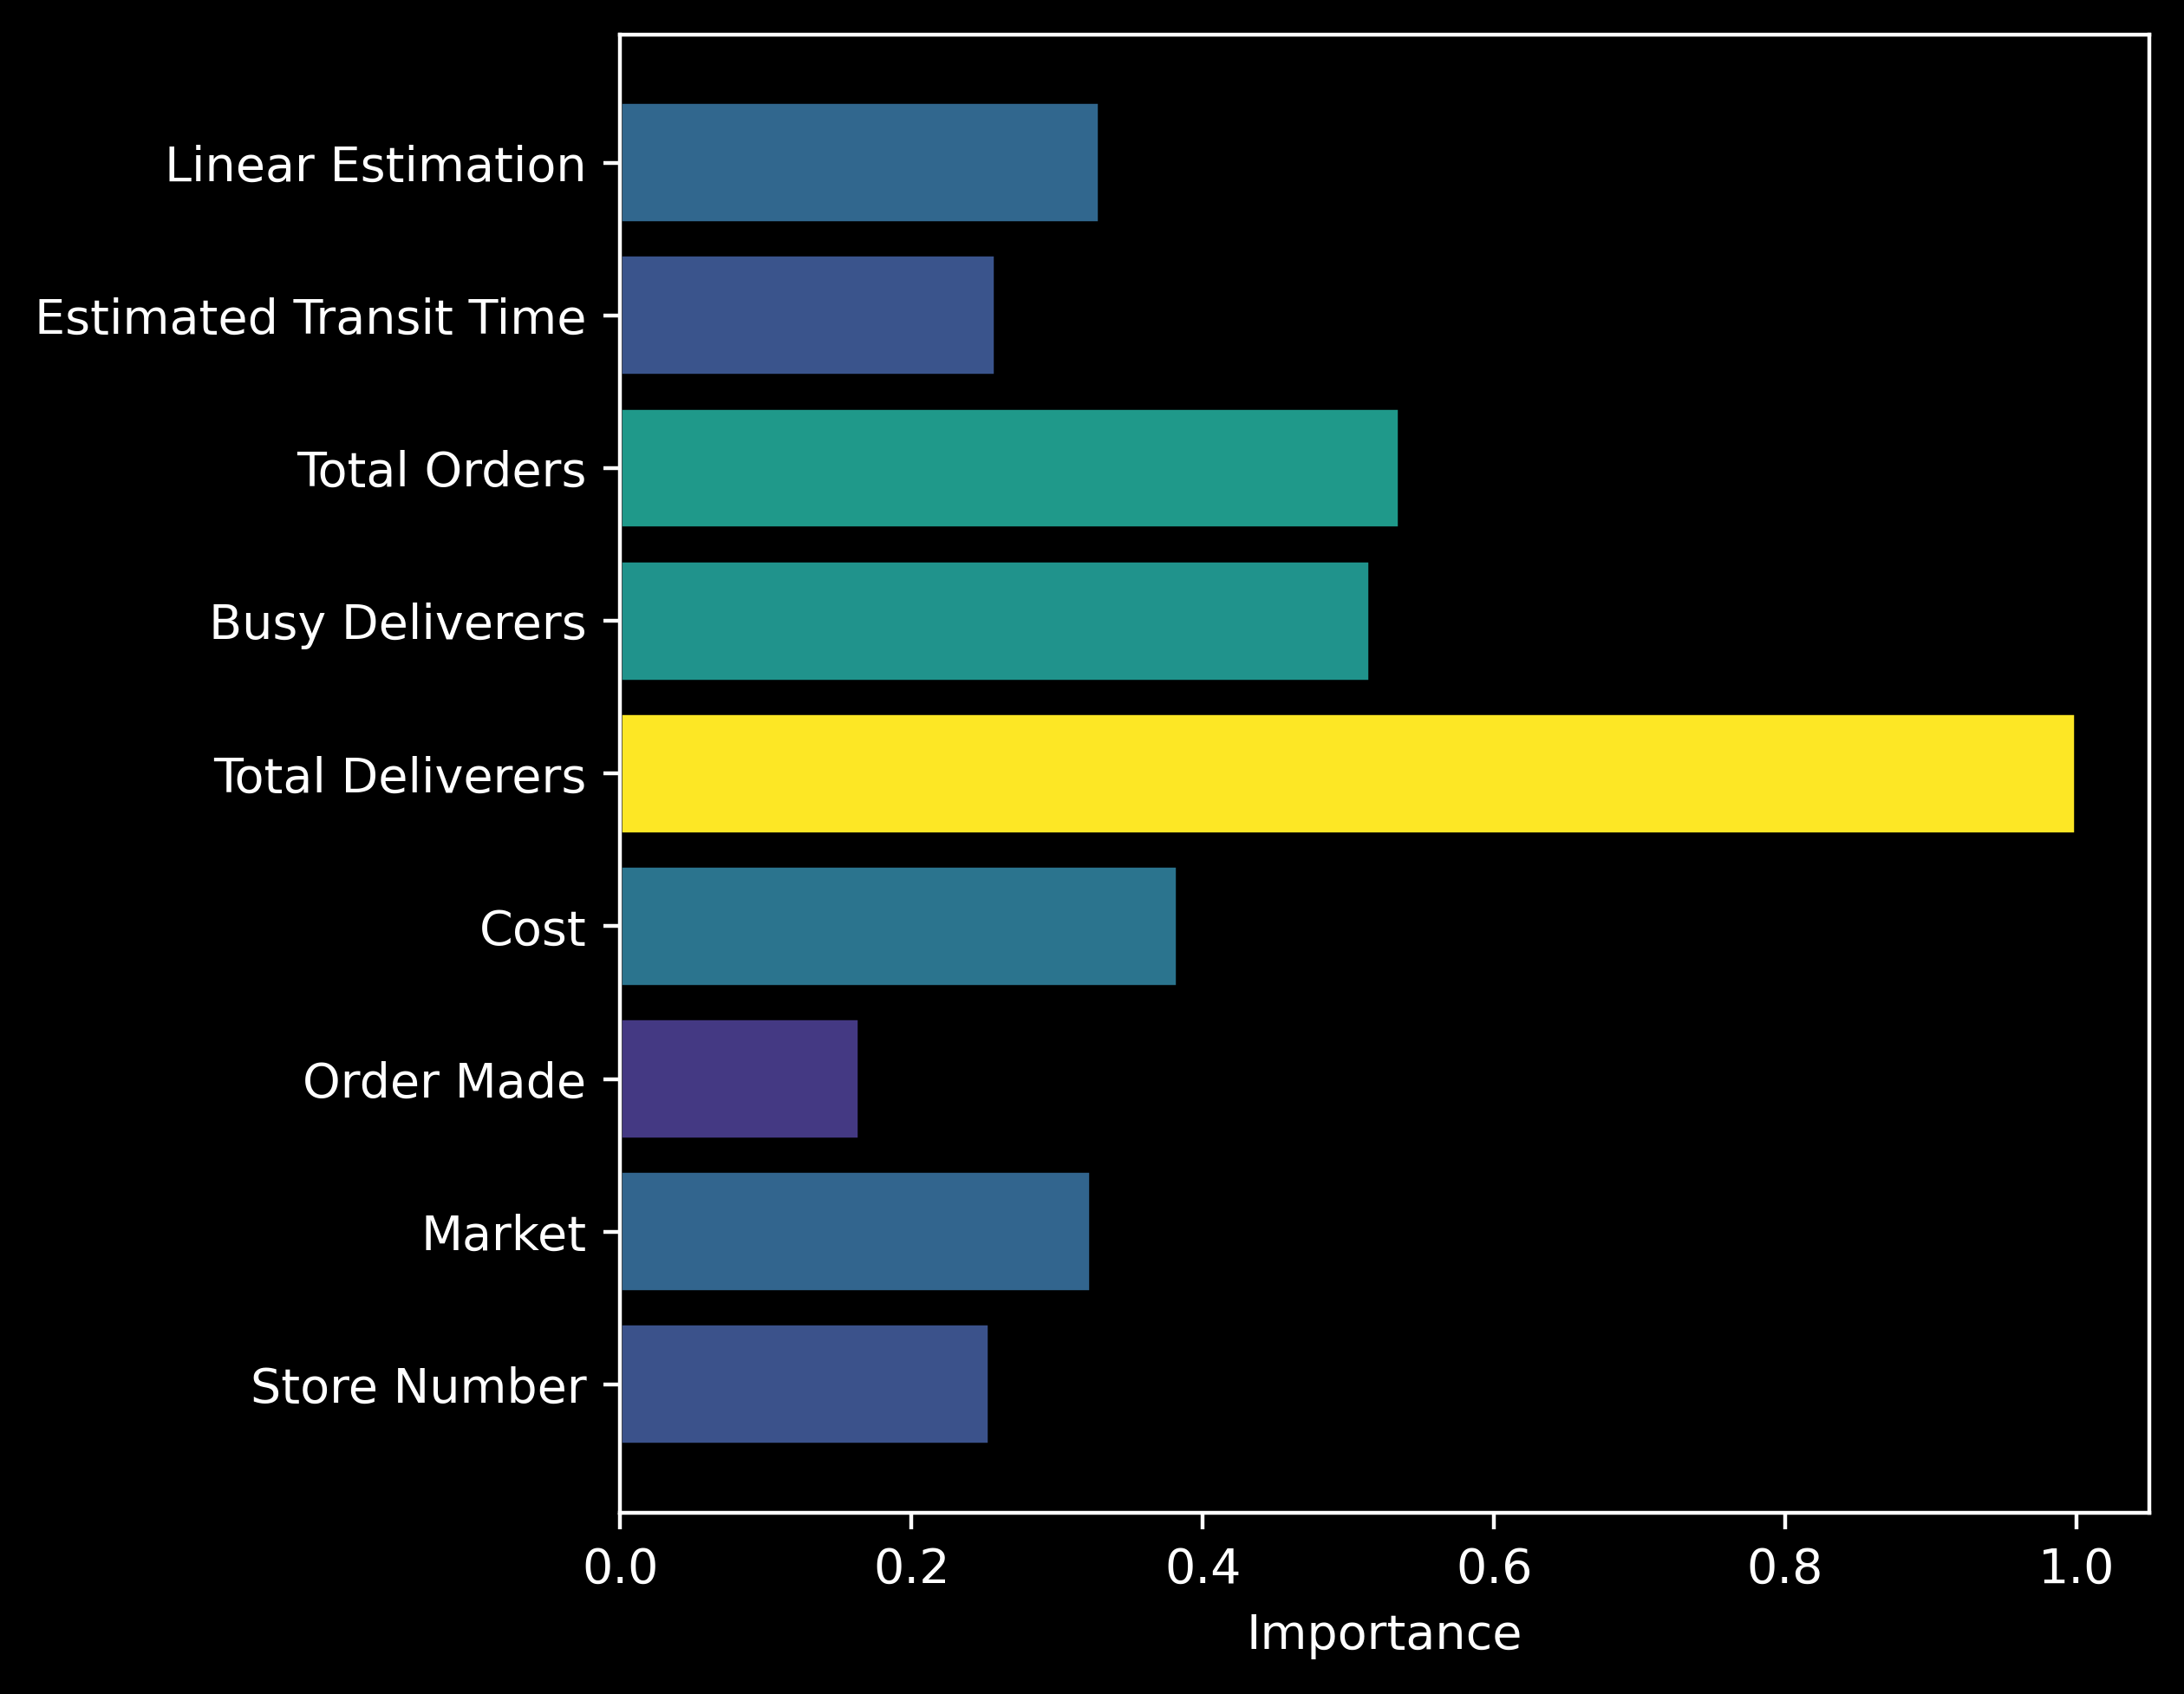 Linear Estimation
Estimated Transit Time
Total Orders
Busy Deliverers
Total Deliverers
Cost
Order Made
Market
Store Number
0.0 0.2 0.4 0.6 0.8 1.0
Importance